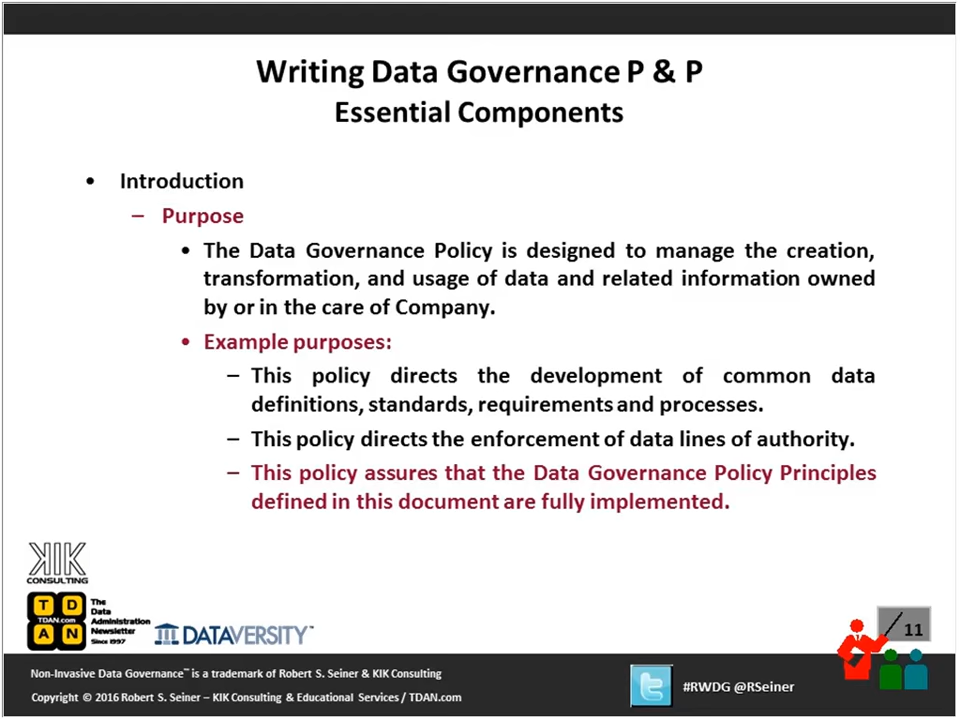 Writing Data Governance P & P
Essential Components
• Introduction
– Purpose
• The Data Governance Policy is designed to manage the creation,
transformation, and usage of data and related information owned
by or in the care of Company.
• Example purposes:
– This policy directs the development of common data
definitions, standards, requirements and processes.
– This policy directs the enforcement of data lines of authority.
– This policy assures that the Data Governance Policy Principles
defined in this document are fully implemented.
KIK
CONSULTING
T D
TDAN.com
A N
The
Data
Administration
Newsletter
Since 1997
DATAVERSITY™
11
Non-Invasive Data Governance™ is a trademark of Robert S. Seiner & KIK Consulting
Copyright © 2016 Robert S. Seiner – KIK Consulting & Educational Services / TDAN.com
#RWDG @RSeiner